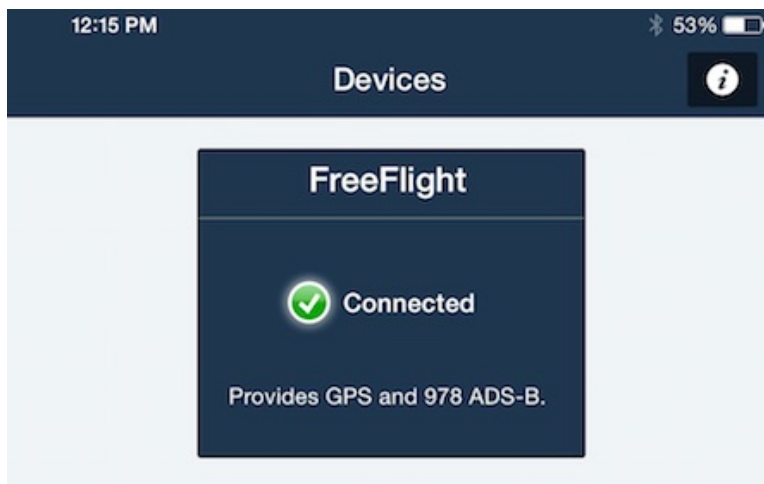 12:15 PM 53%
Devices
FreeFlight
Connected
Provides GPS and 978 ADS-B.